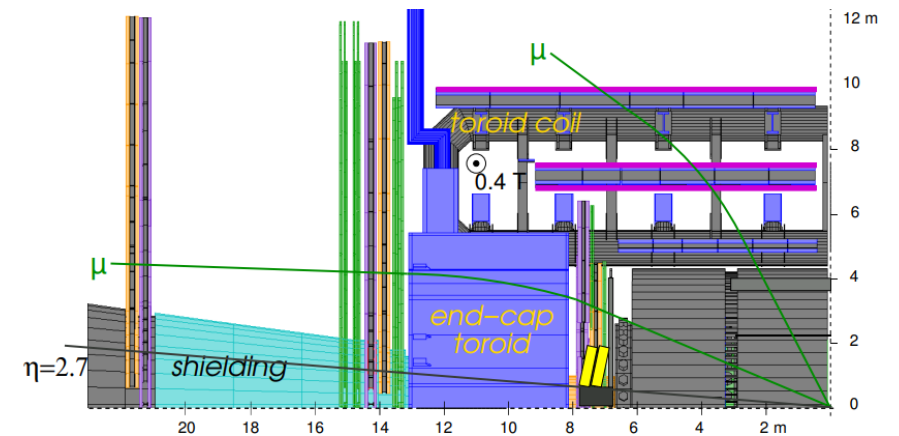 12 m
μ
10
toroid coil
8
0.4 T
6
μ
4
end-cap
toroid
2
η=2.7
shielding
0
20 18 16 14 12 10 8 6 4 2 m